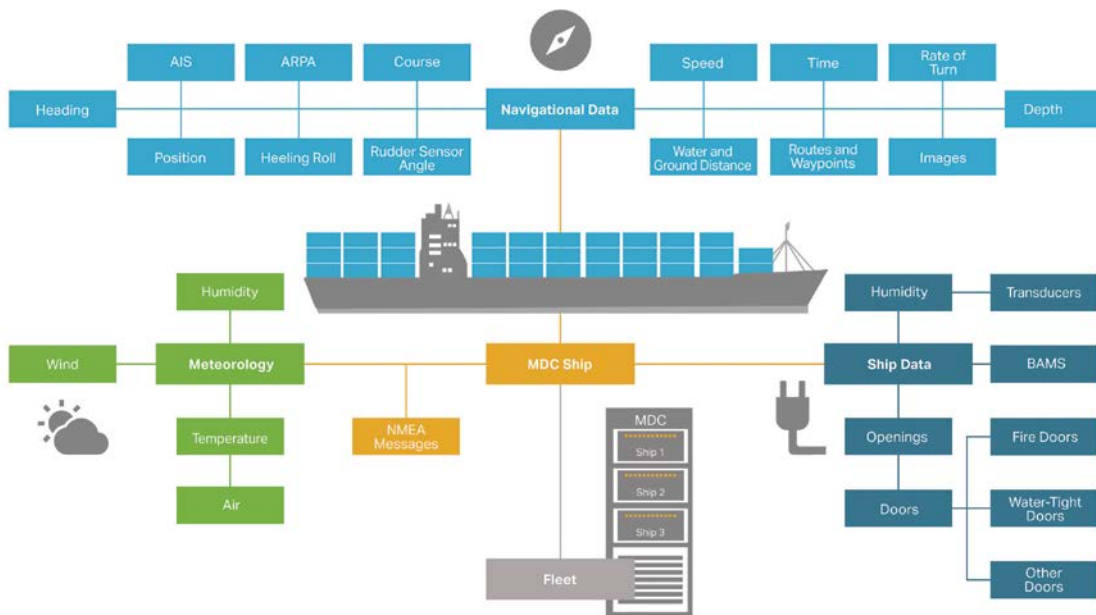 AIS
ARPA
Course
Speed
Time
Rate of
Turn
Heading
Navigational Data
Depth
Position
Heeling Roll
Rudder Sensor
Angle
Water and
Ground Distance
Routes and
Waypoints
Images
Humidity
Humidity
Transducers
Wind
Meteorology
MDC Ship
Ship Data
BAMS
Temperature
NMEA
Messages
MDC
Ship 1
Ship 2
Ship 3
Openings
Fire Doors
Air
Doors
Water-Tight
Doors
Fleet
Other
Doors